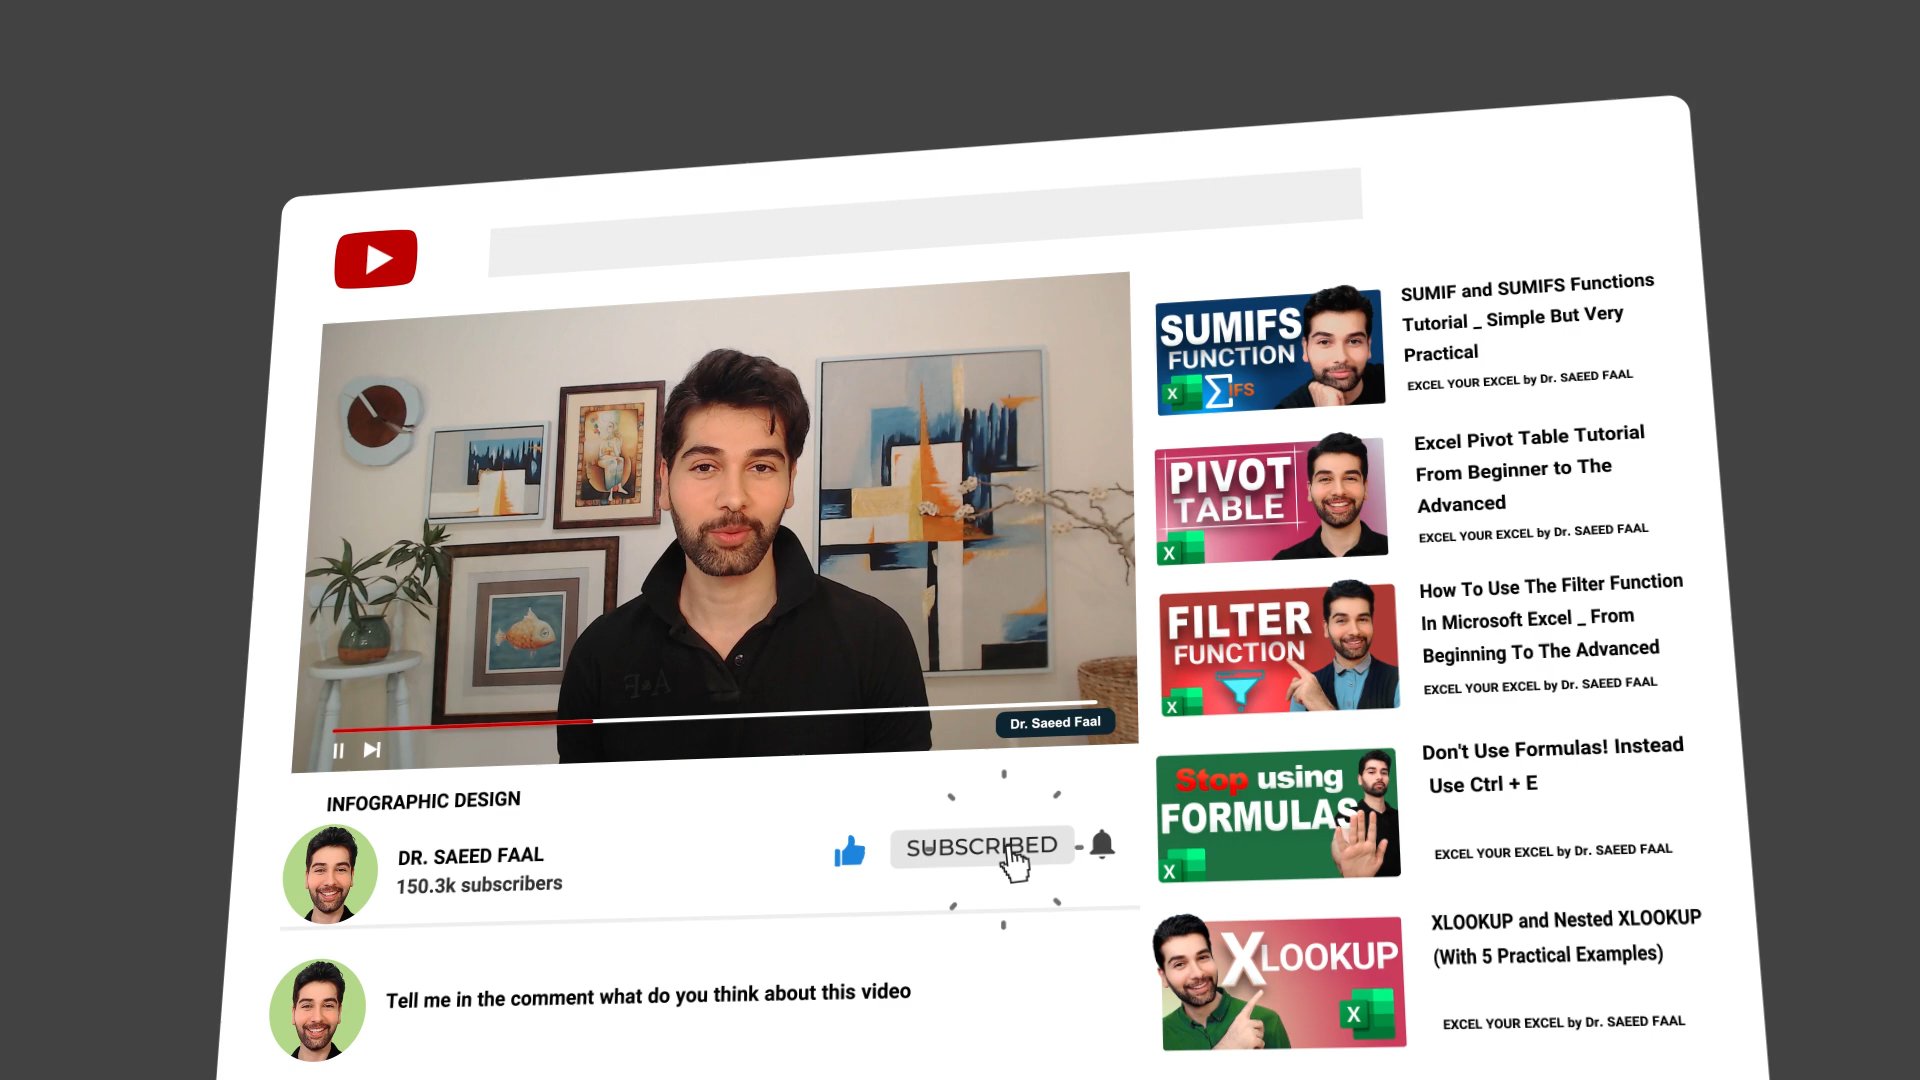 Dr. Saeed Faal
INFOGRAPHIC DESIGN
DR. SAEED FAAL
150.3k subscribers
SUBSCRIBED
Tell me in the comment what do you think about this video
SUMIFS
FUNCTION
X
IFS
SUMIF and SUMIFS Functions
Tutorial _ Simple But Very
Practical
EXCEL YOUR EXCEL by Dr. SAEED FAAL
PIVOT
TABLE
X
Excel Pivot Table Tutorial
From Beginner to The
Advanced
EXCEL YOUR EXCEL by Dr. SAEED FAAL
FILTER
FUNCTION
X
How To Use The Filter Function
In Microsoft Excel _ From
Beginning To The Advanced
EXCEL YOUR EXCEL by Dr. SAEED FAAL
Stop using
FORMULAS
X
Don't Use Formulas! Instead
Use Ctrl + E
EXCEL YOUR EXCEL by Dr. SAEED FAAL
XLOOKUP
X
XLOOKUP and Nested XLOOKUP
(With 5 Practical Examples)
EXCEL YOUR EXCEL by Dr. SAEED FAAL